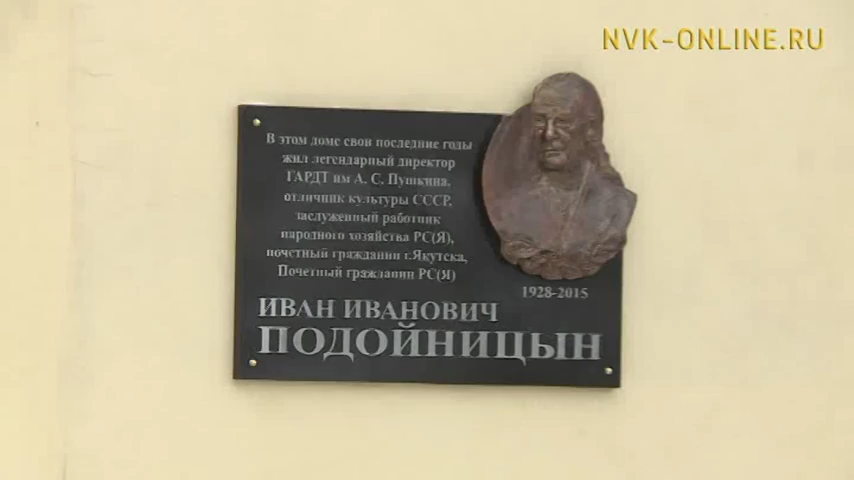 NVK-ONLINE.RU
В этом доме свои последние годы
жил легендарный директор
ГАРДТ им А. С. Пушкина,
отличник культуры СССР,
заслуженный работник
народного хозяйства РС(Я),
почетный гражданин г.Якутска,
Почетный гражданин РС(Я)
1928-2015
ИВАН ИВАНОВИЧ
ПОДОЙНИЦЫН